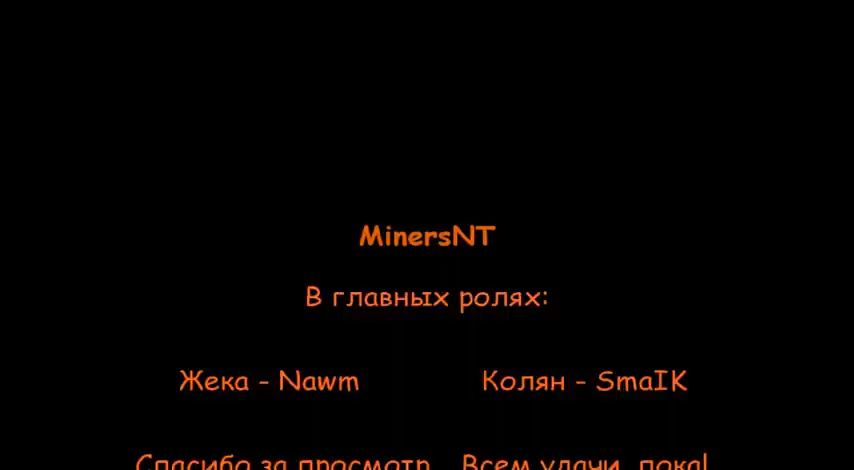 MinersNT
В главных ролях:
Жека - Nawm Колян - SmaIK
Спасибо за просмотр Всем удачи, пока!